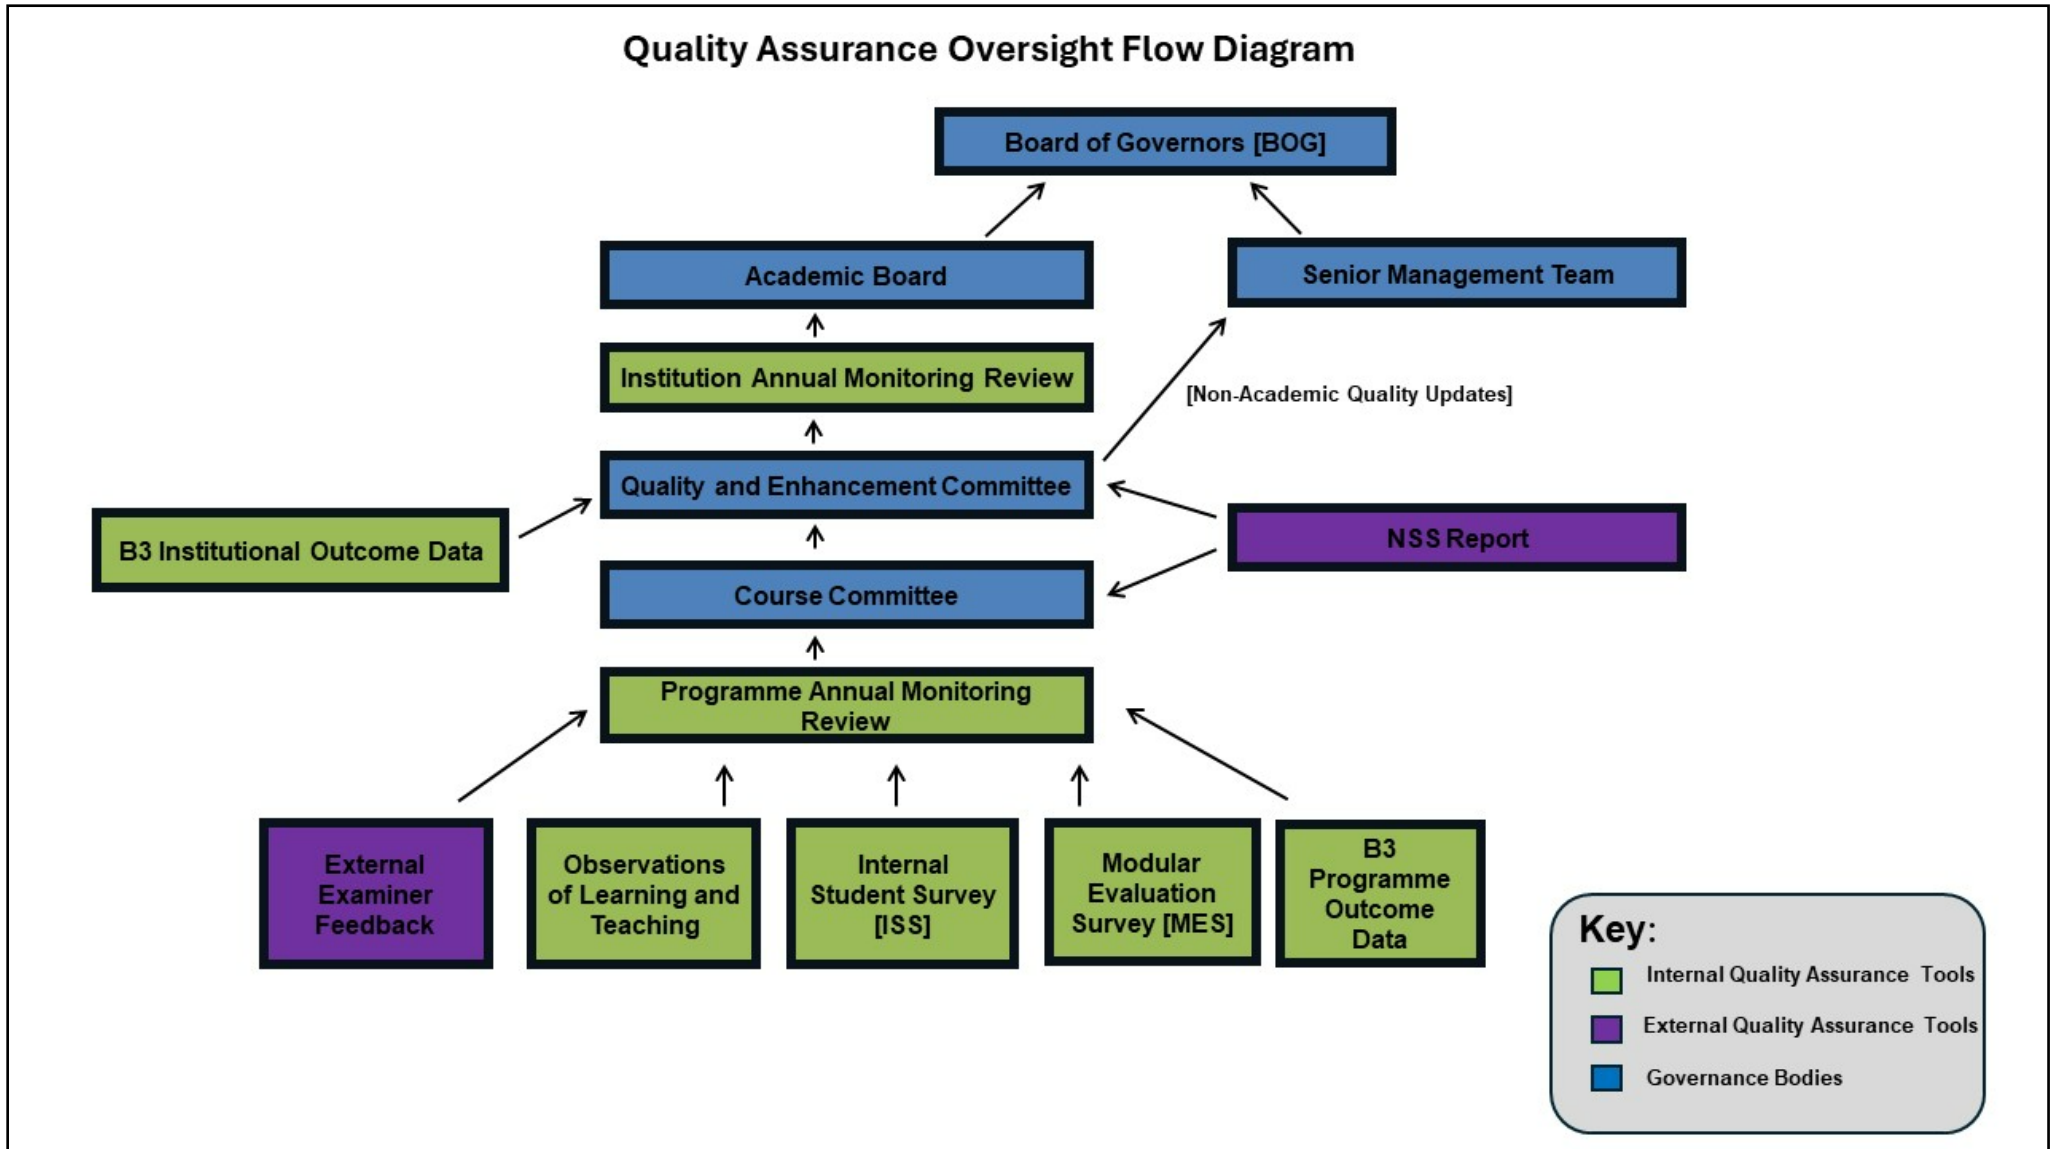 Quality Assurance Oversight Flow Diagram
Board of Governors [BOG]
Academic Board
Senior Management Team
Institution Annual Monitoring Review
[Non-Academic Quality Updates]
Quality and Enhancement Committee
B3 Institutional Outcome Data
NSS Report
Course Committee
Programme Annual Monitoring
Review
External
Examiner
Feedback
Observations
of Learning and
Teaching
Internal
Student Survey
[ISS]
Modular
Evaluation
Survey [MES]
B3
Programme
Outcome
Data
Key:
Internal Quality Assurance Tools
External Quality Assurance Tools
Governance Bodies